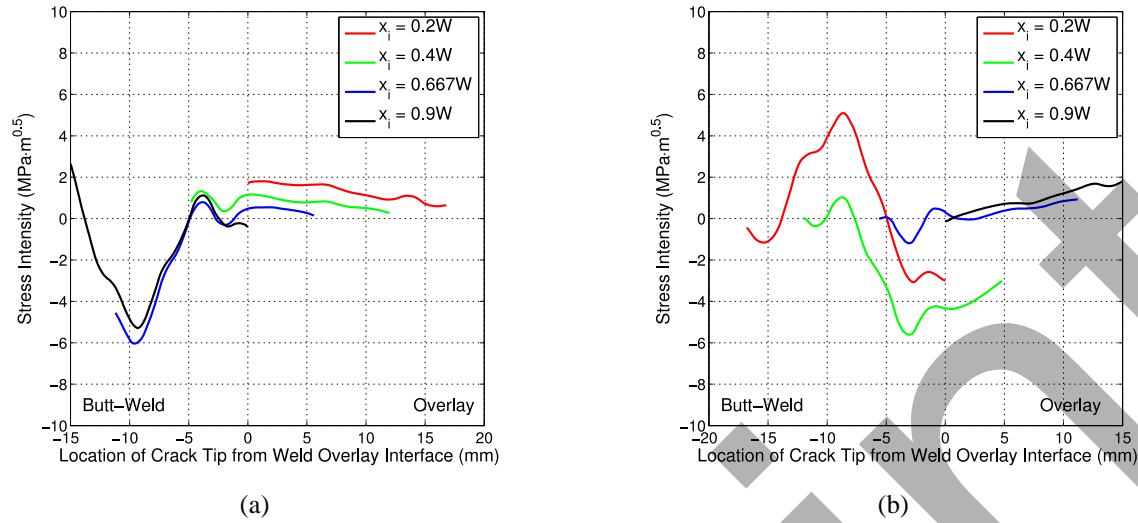 10
8
6
4
2
0
−2
−4
−6
−8
−10
−15
−10
−5
0
5
10
15
20
Stress Intensity (MPa·m^0.5)
Location of Crack Tip from Weld Overlay Interface (mm)
Butt−Weld
Overlay
x_i = 0.2W
x_i = 0.4W
x_i = 0.667W
x_i = 0.9W
(a)
10
8
6
4
2
0
−2
−4
−6
−8
−10
−20
−15
−10
−5
0
5
10
15
Stress Intensity (MPa·m^0.5)
Location of Crack Tip from Weld Overlay Interface (mm)
Butt−Weld
Overlay
x_i = 0.2W
x_i = 0.4W
x_i = 0.667W
x_i = 0.9W
(b)